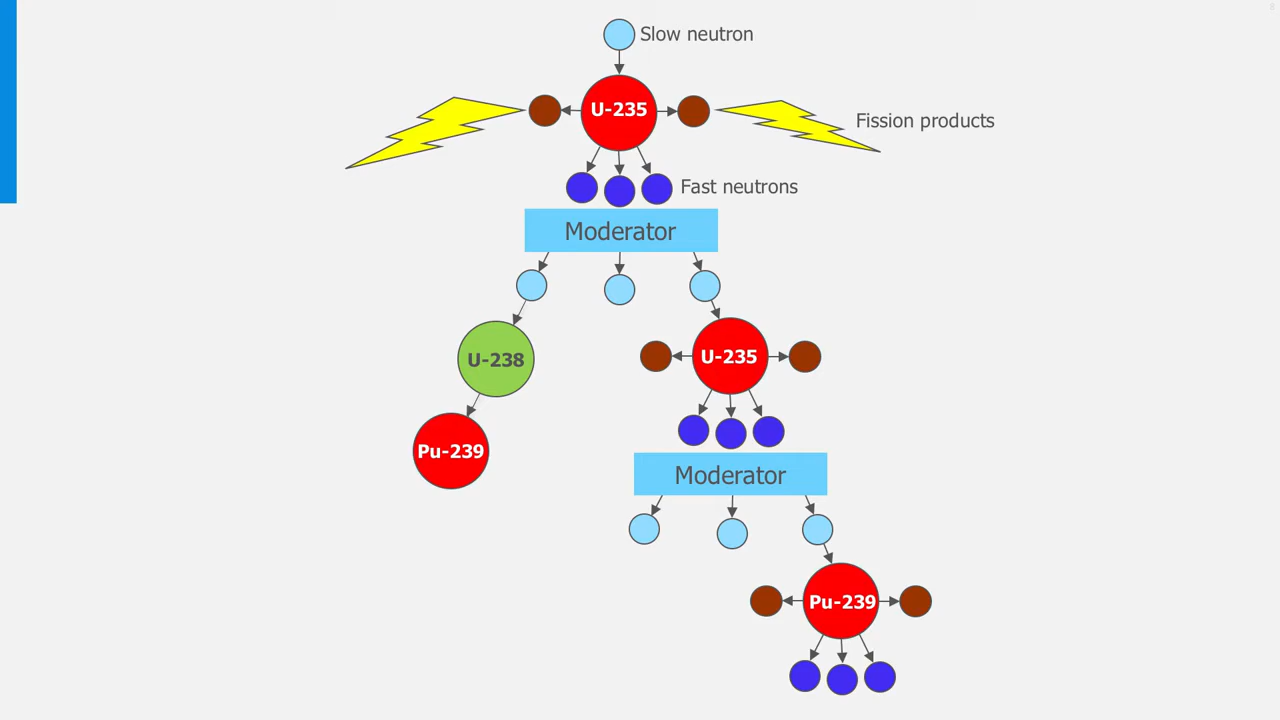 Slow neutron
U-235
Fission products
Fast neutrons
Moderator
U-238
U-235
Pu-239
Moderator
Pu-239